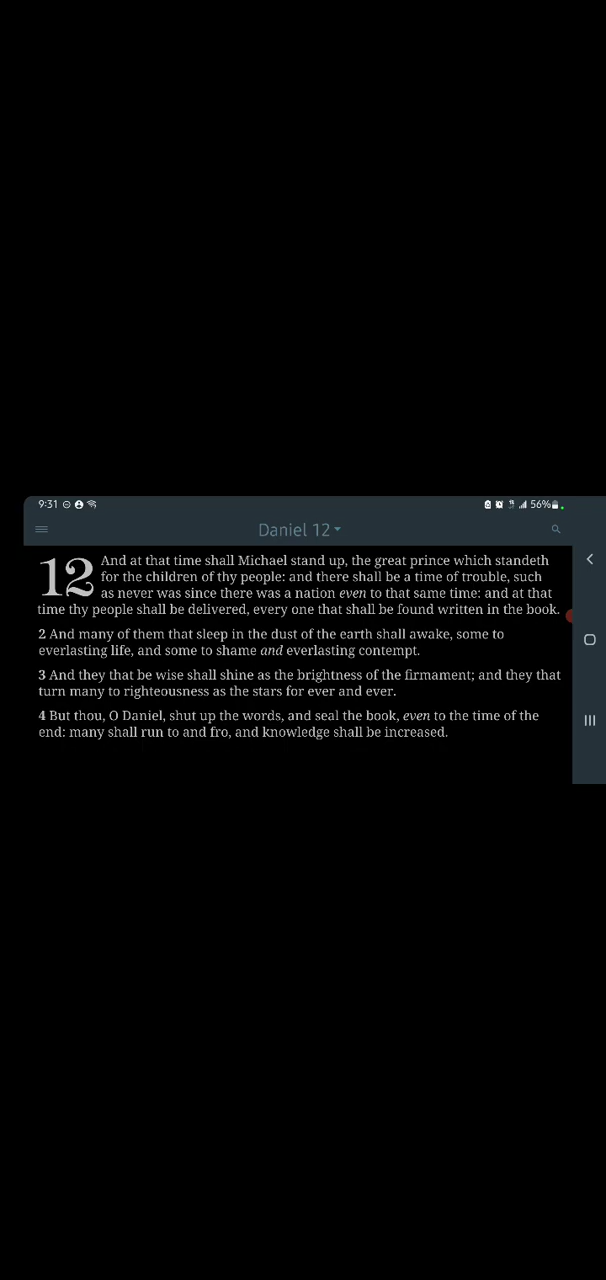 9:31 56%
Daniel 12
12 And at that time shall Michael stand up, the great prince which standeth
for the children of thy people: and there shall be a time of trouble, such
as never was since there was a nation even to that same time: and at that
time thy people shall be delivered, every one that shall be found written in the book.
2 And many of them that sleep in the dust of the earth shall awake, some to
everlasting life, and some to shame and everlasting contempt.
3 And they that be wise shall shine as the brightness of the firmament; and they that
turn many to righteousness as the stars for ever and ever.
4 But thou, O Daniel, shut up the words, and seal the book, even to the time of the
end: many shall run to and fro, and knowledge shall be increased.